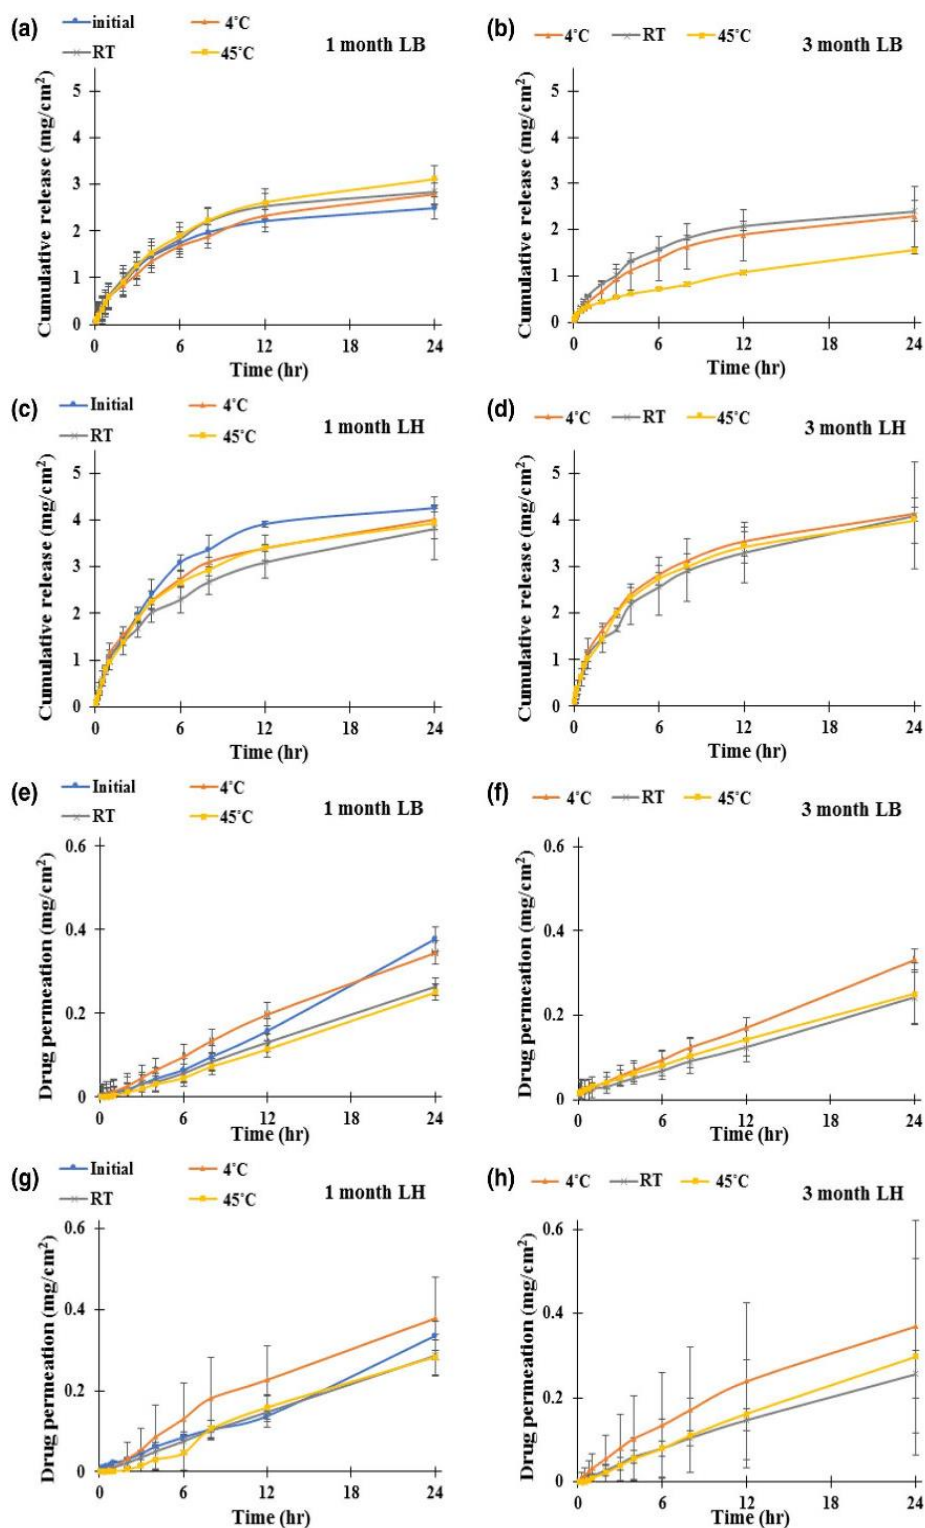 (a) initial 4˚C
RT 45˚C 1 month LB
Cumulative release (mg/cm²)
5
4
3
2
1
0
0 6 12 18 24
Time (hr)
(b) 4˚C RT 45˚C 3 month LB
Cumulative release (mg/cm²)
5
4
3
2
1
0
0 6 12 18 24
Time (hr)
(c) Initial 4˚C
RT 45˚C 1 month LH
Cumulative release (mg/cm²)
5
4
3
2
1
0
0 6 12 18 24
Time (hr)
(d) 4˚C RT 45˚C 3 month LH
Cumulative release (mg/cm²)
5
4
3
2
1
0
0 6 12 18 24
Time (hr)
(e) Initial 4˚C
RT 45˚C 1 month LB
Drug permeation (mg/cm²)
0.6
0.4
0.2
0
0 6 12 18 24
Time (hr)
(f) 4˚C RT 45˚C 3 month LB
Drug permeation (mg/cm²)
0.6
0.4
0.2
0
0 6 12 18 24
Time (hr)
(g) Initial 4˚C
RT 45˚C 1 month LH
Drug permeation (mg/cm²)
0.6
0.4
0.2
0
0 6 12 18 24
Time (hr)
(h) 4˚C RT 45˚C 3 month LH
Drug permeation (mg/cm²)
0.6
0.4
0.2
0
0 6 12 18 24
Time (hr)